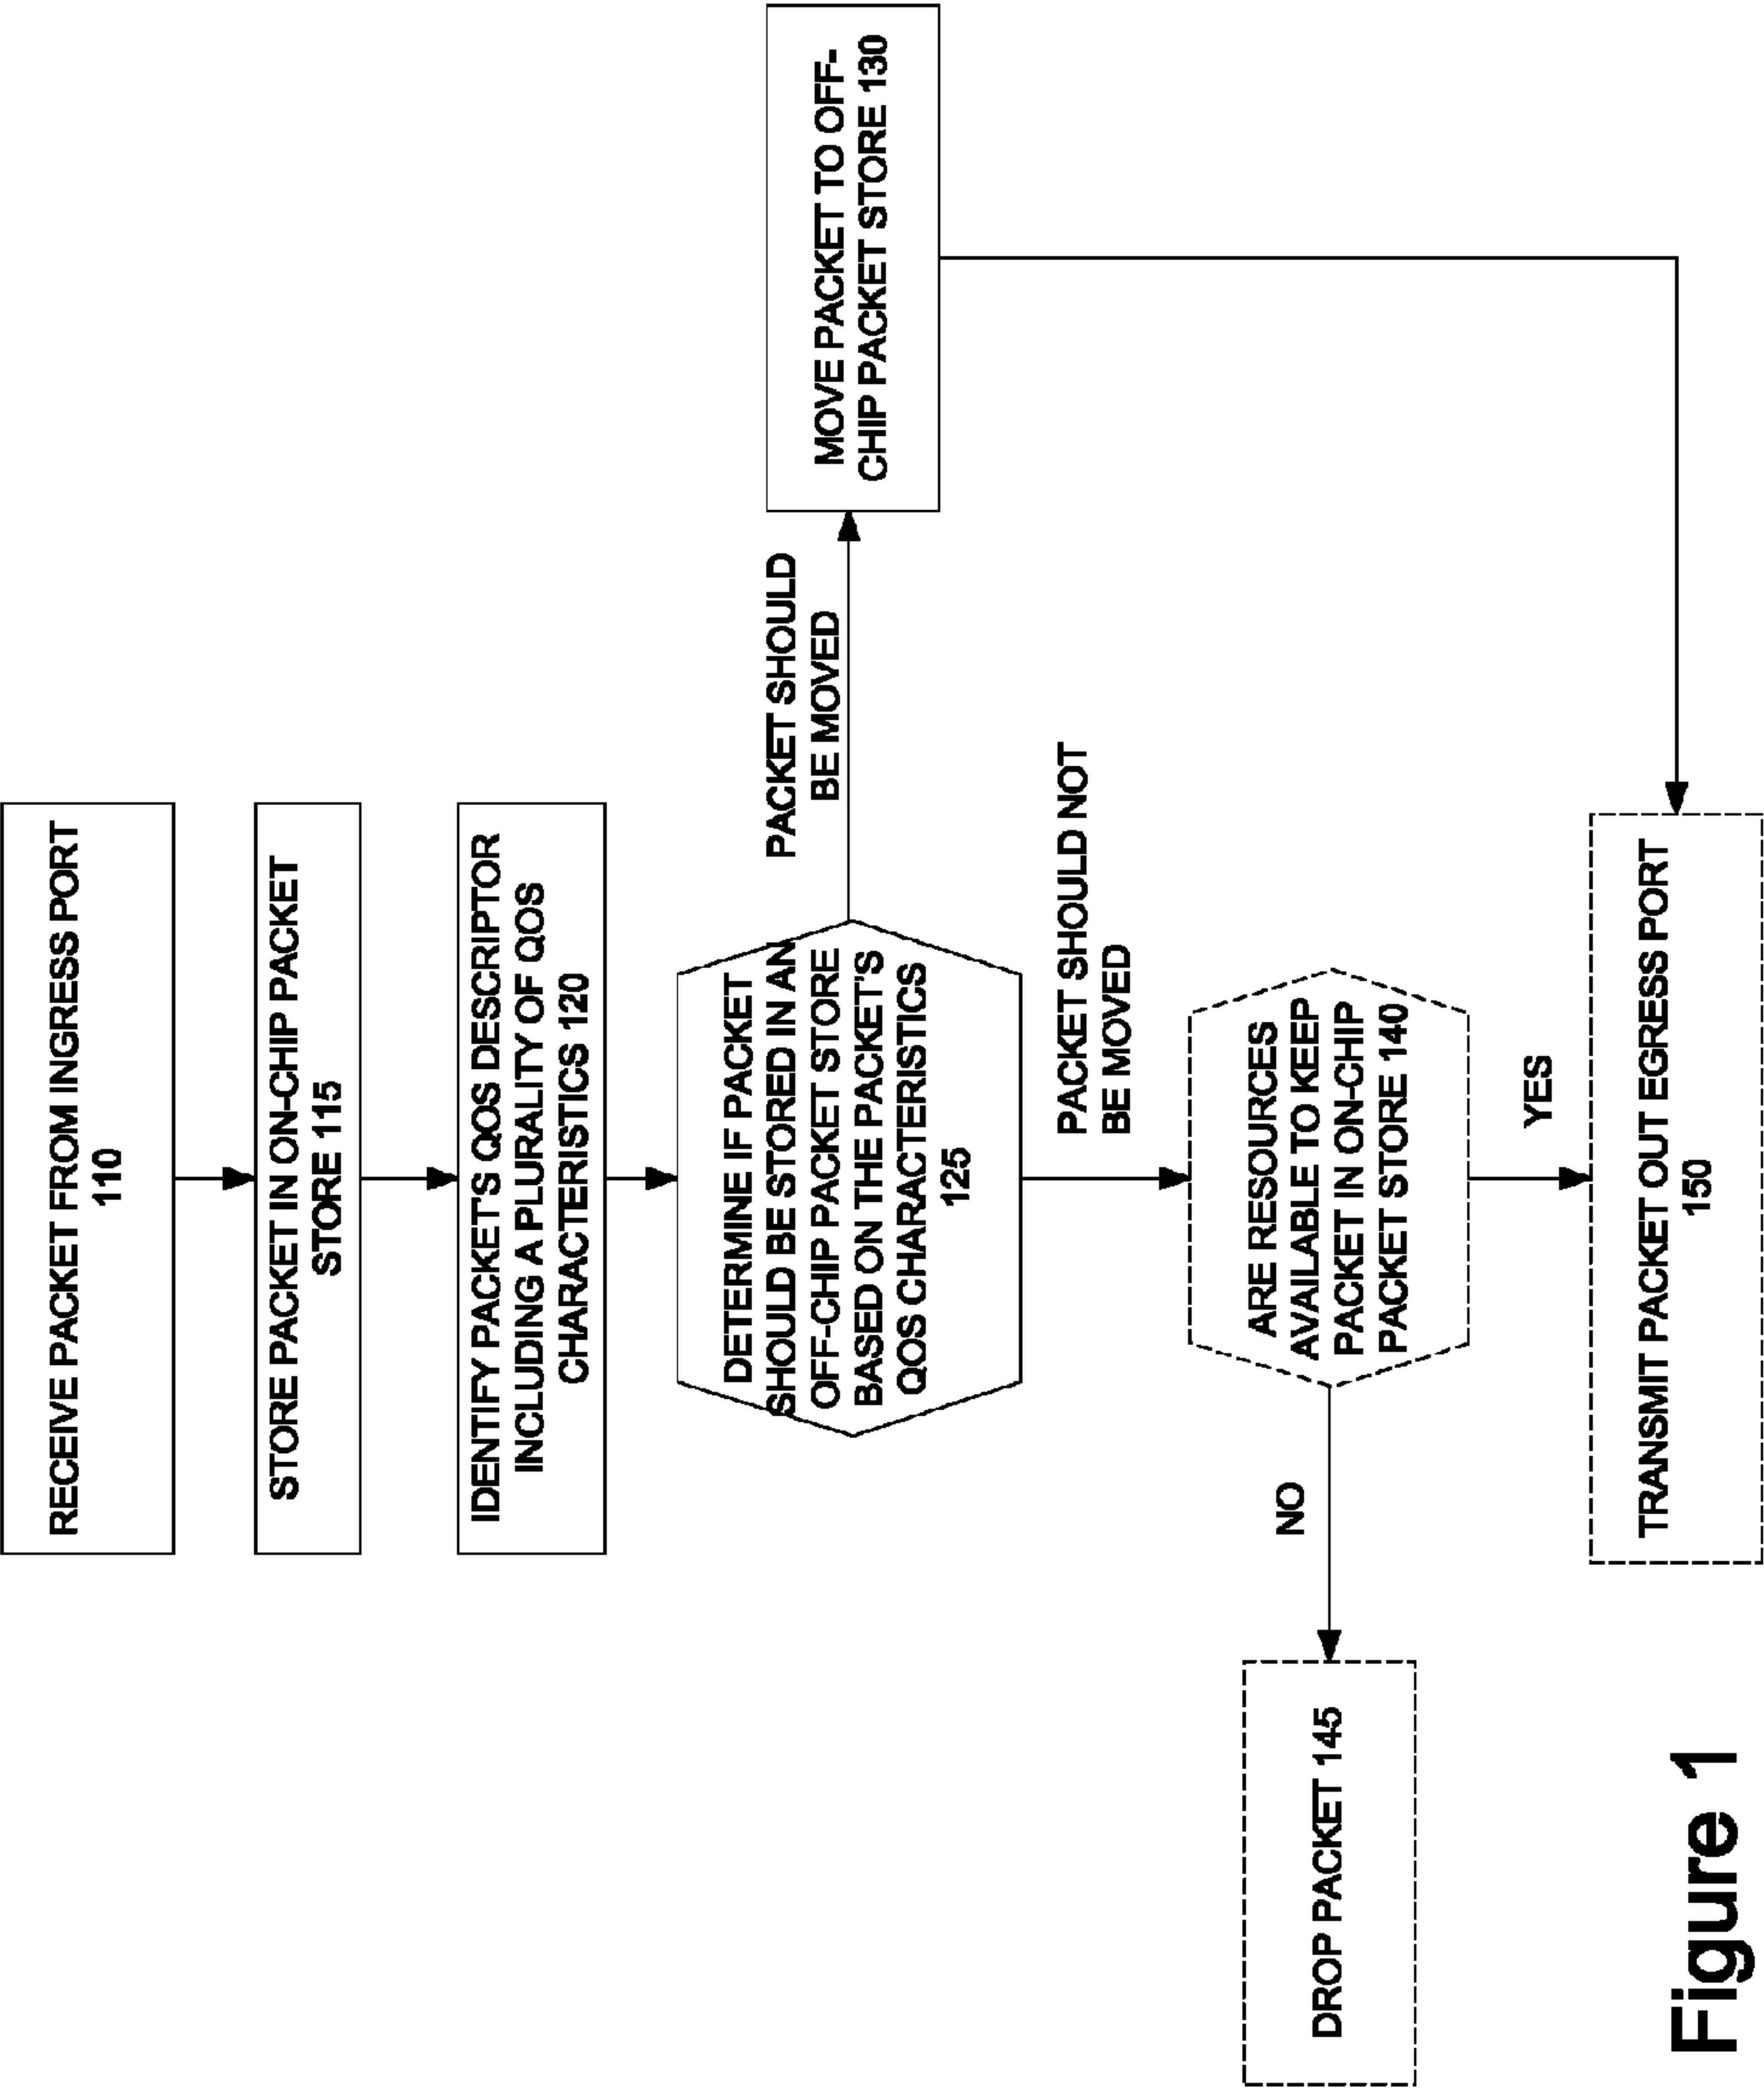 RECEIVE PACKET FROM INGRESS PORT
110
STORE PACKET IN ON-CHIP PACKET
STORE 115
IDENTIFY PACKETS QOS DESCRIPTOR
INCLUDING A PLURALITY OF QOS
CHARACTERISTICS 120
DETERMINE IF PACKET
SHOULD BE STORED IN AN
OFF-CHIP PACKET STORE
BASED ON THE PACKET'S
QOS CHARACTERISTICS
125
PACKET SHOULD
BE MOVED
MOVE PACKET TO OFF-
CHIP PACKET STORE 130
PACKET SHOULD NOT
BE MOVED
ARE RESOURCES
AVAILABLE TO KEEP
PACKET IN ON-CHIP
PACKET STORE 140
NO
DROP PACKET 145
YES
TRANSMIT PACKET OUT EGRESS PORT
150
Figure 1